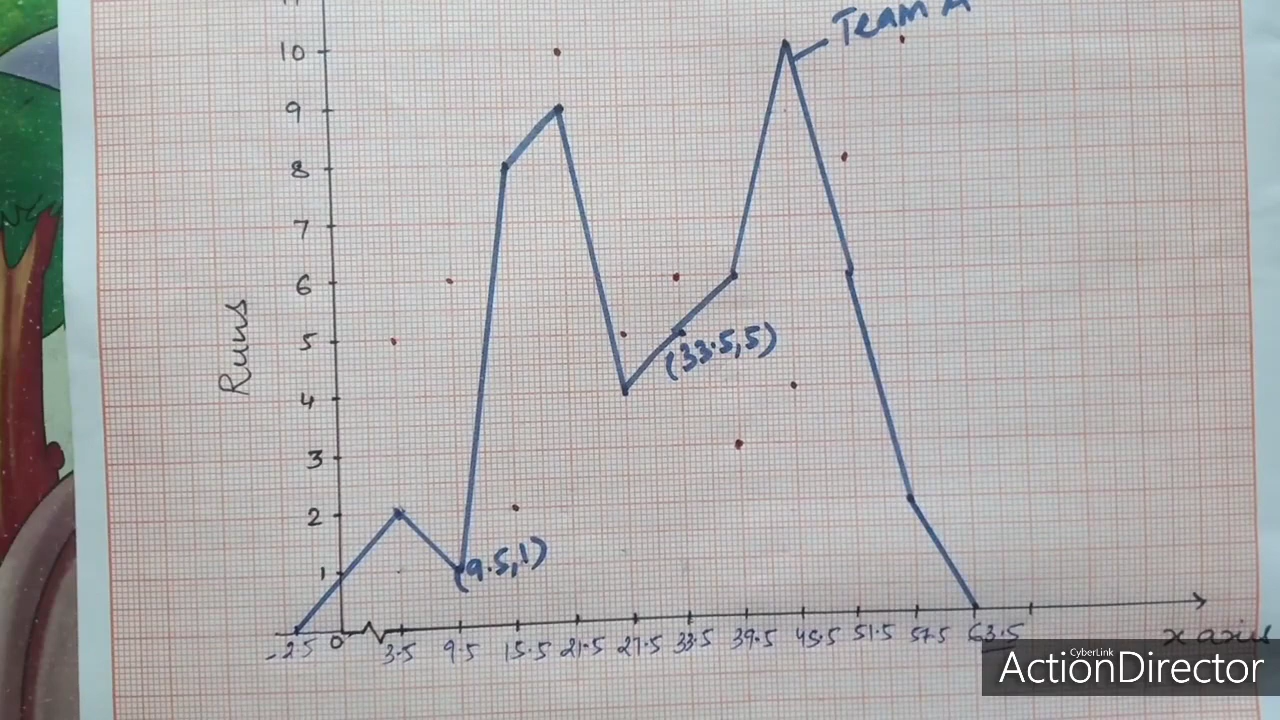 11
Team A
10
9
8
7
6
5
4
3
2
1
Runs
(33.5,5)
(9.5,1)
-2.5 0 3.5 9.5 15.5 21.5 27.5 33.5 39.5 45.5 51.5 57.5 63.5 x axis
CyberLink
ActionDirector